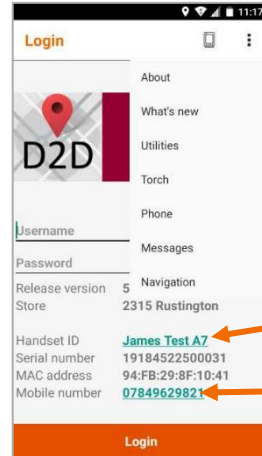 11:17
Login
About
What's new
Utilities
Torch
Phone
Messages
Navigation
D2D
Username
Password
Release version 5
Store 2315 Rustington
Handset ID James Test A7
Serial number 19184522500031
MAC address 94:FB:29:8F:10:41
Mobile number 07849629821
Login